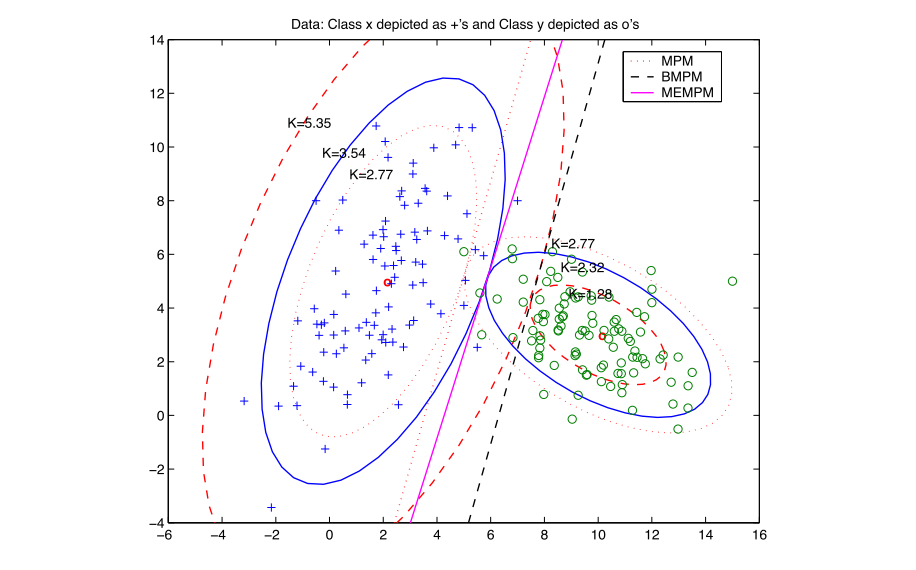 Data: Class x depicted as +'s and Class y depicted as o's
14
12
10
8
6
4
2
0
−2
−4
−6
−4
−2
0
2
4
6
8
10
12
14
16
MPM
BMPM
MEMPM
K=5.35
K=3.54
K=2.77
K=2.77
K=2.32
K=1.28